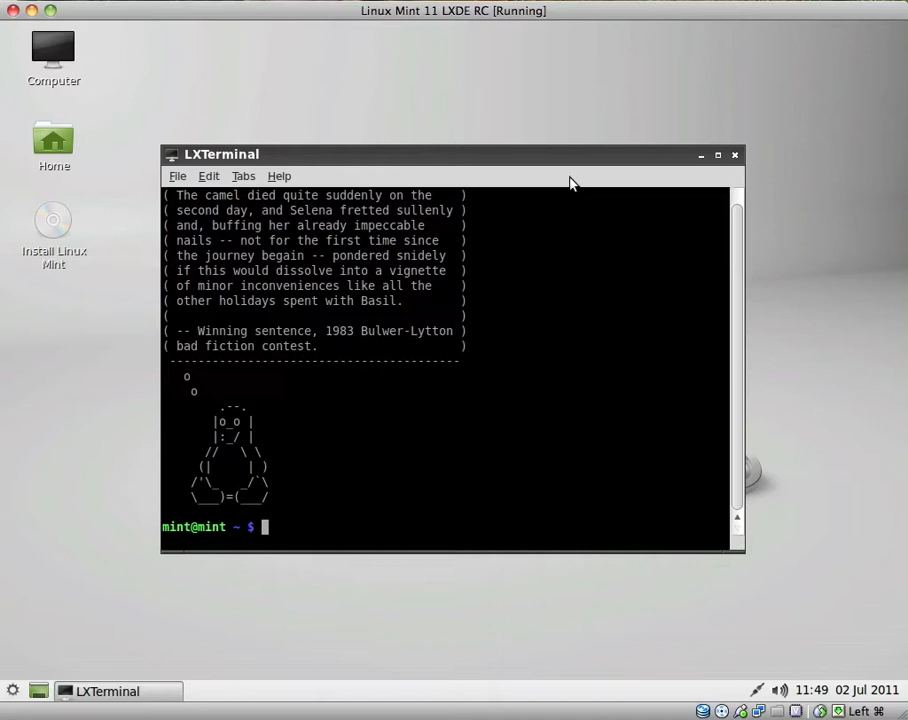 Linux Mint 11 LXDE RC [Running]
Computer
Home
Install Linux
Mint
LXTerminal
File Edit Tabs Help
( The camel died quite suddenly on the )
( second day, and Selena fretted sullenly )
( and, buffing her already impeccable )
( nails -- not for the first time since )
( the journey begain -- pondered snidely )
( if this would dissolve into a vignette )
( of minor inconveniences like all the )
( other holidays spent with Basil. )
( )
( -- Winning sentence, 1983 Bulwer-Lytton )
( bad fiction contest. )
-----------------------------------------
o
o
.--.
|o_o |
|:_/ |
// \ \
(| | )
/'\_ _/`\
\___)=(___/
mint@mint ~ $
LXTerminal
11:49 02 Jul 2011
Left ⌘